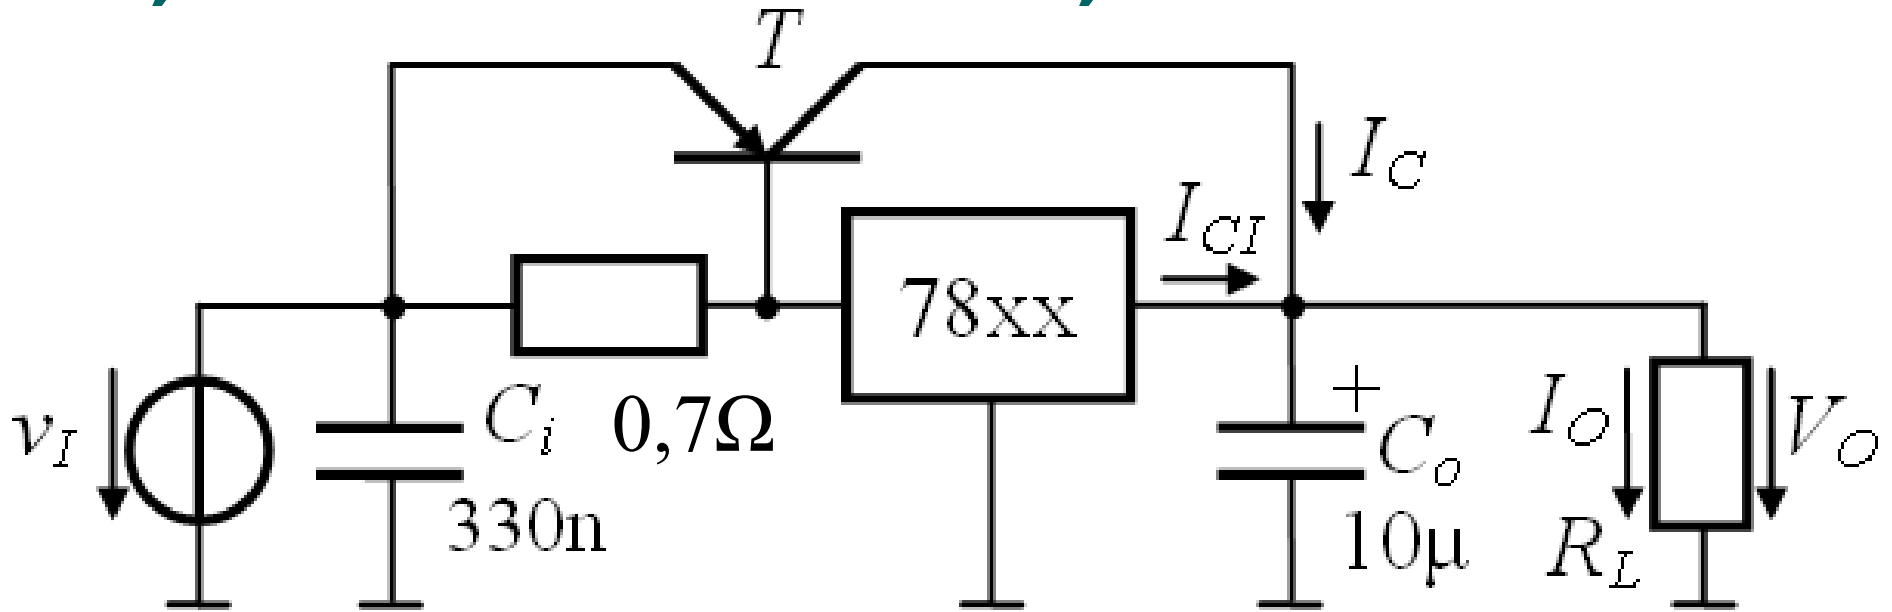 T
I_C
I_CI
78xx
v_I
C_i
0,7Ω
330n
+
C_o
10μ
I_O
V_O
R_L